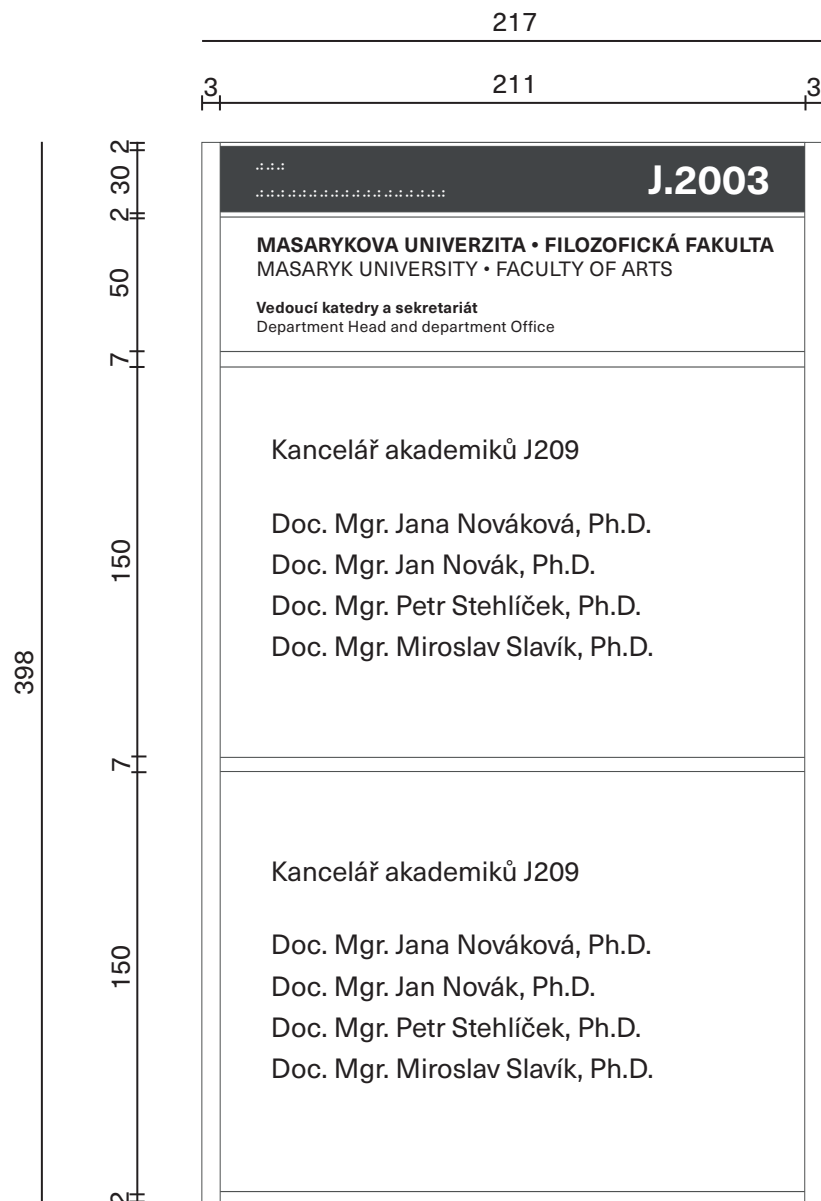 217
3 211 3
2
30
2
50
7
150
7
150
2
398
J.2003
MASARYKOVA UNIVERZITA • FILOZOFICKÁ FAKULTA
MASARYK UNIVERSITY • FACULTY OF ARTS
Vedoucí katedry a sekretariát
Department Head and department Office
Kancelář akademiků J209
Doc. Mgr. Jana Nováková, Ph.D.
Doc. Mgr. Jan Novák, Ph.D.
Doc. Mgr. Petr Stehlíček, Ph.D.
Doc. Mgr. Miroslav Slavík, Ph.D.
Kancelář akademiků J209
Doc. Mgr. Jana Nováková, Ph.D.
Doc. Mgr. Jan Novák, Ph.D.
Doc. Mgr. Petr Stehlíček, Ph.D.
Doc. Mgr. Miroslav Slavík, Ph.D.